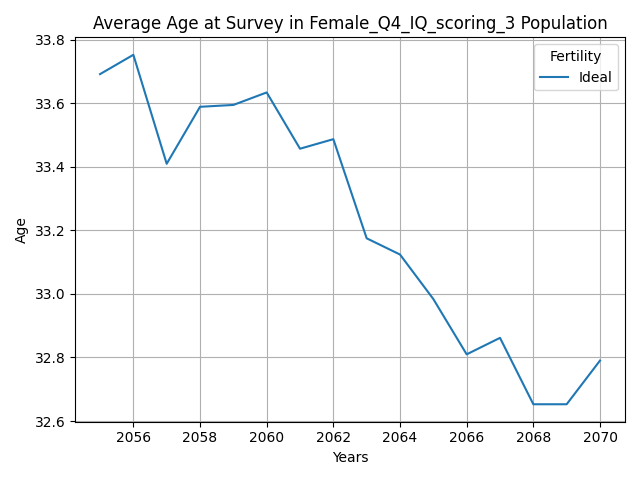 Average Age at Survey in Female_Q4_IQ_scoring_3 Population
33.8
33.6
33.4
33.2
33.0
32.8
32.6
Age
Fertility
Ideal
2056 2058 2060 2062 2064 2066 2068 2070
Years